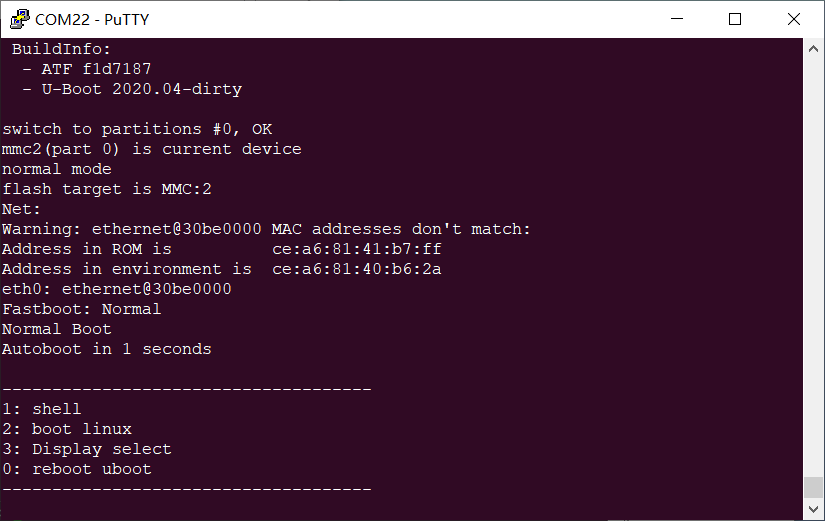 COM22 - PuTTY
BuildInfo:
- ATF f1d7187
- U-Boot 2020.04-dirty
switch to partitions #0, OK
mmc2(part 0) is current device
normal mode
flash target is MMC:2
Net:
Warning: ethernet@30be0000 MAC addresses don't match:
Address in ROM is          ce:a6:81:41:b7:ff
Address in environment is  ce:a6:81:40:b6:2a
eth0: ethernet@30be0000
Fastboot: Normal
Normal Boot
Autoboot in 1 seconds
-------------------------------------
1: shell
2: boot linux
3: Display select
0: reboot uboot
-------------------------------------